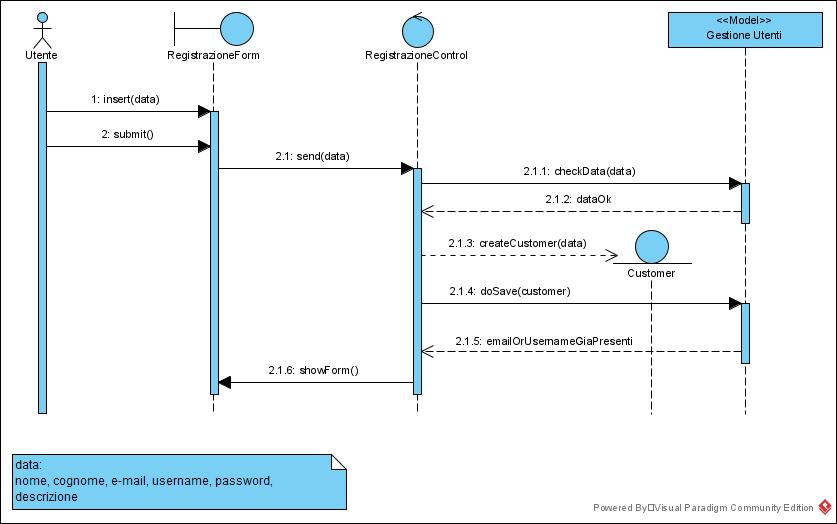 <<Model>>
Gestione Utenti
Utente
RegistrazioneForm
RegistrazioneControl
1: insert(data)
2: submit()
2.1: send(data)
2.1.1: checkData(data)
2.1.2: dataOk
2.1.3: createCustomer(data)
Customer
2.1.4: doSave(customer)
2.1.5: emailOrUsernameGiaPresenti
2.1.6: showForm()
data:
nome, cognome, e-mail, username, password,
descrizione
Powered By□Visual Paradigm Community Edition